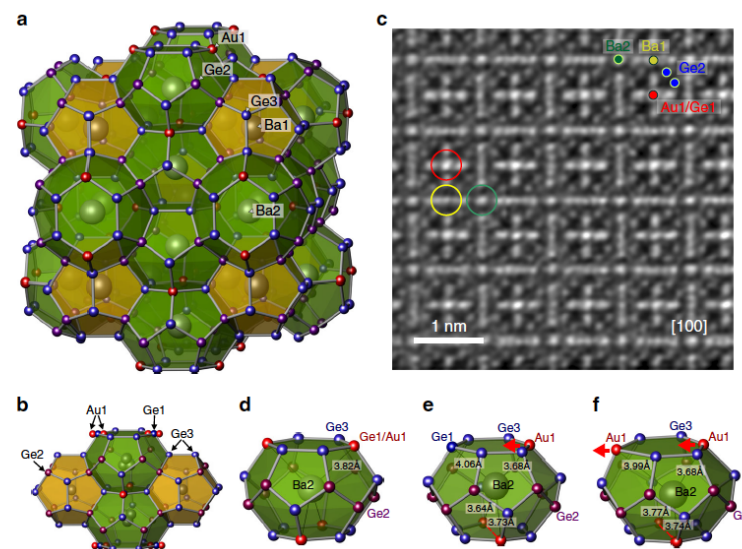 a
Au1
Ge2
Ge3
Ba1
Ba2
c
Ba2 Ba1
Ge2
Au1/Ge1
1 nm
[100]
b
Au1 Ge1
Ge3
Ge2
d
Ge3
Ge1/Au1
3.82Å
Ba2
Ge2
e
Ge3
Ge1 Au1
4.06Å 3.68Å
Ba2
3.64Å
Ge2
3.73Å
f
Ge3
Au1 Au1
3.99Å 3.68Å
Ba2
3.77Å
G
3.74Å